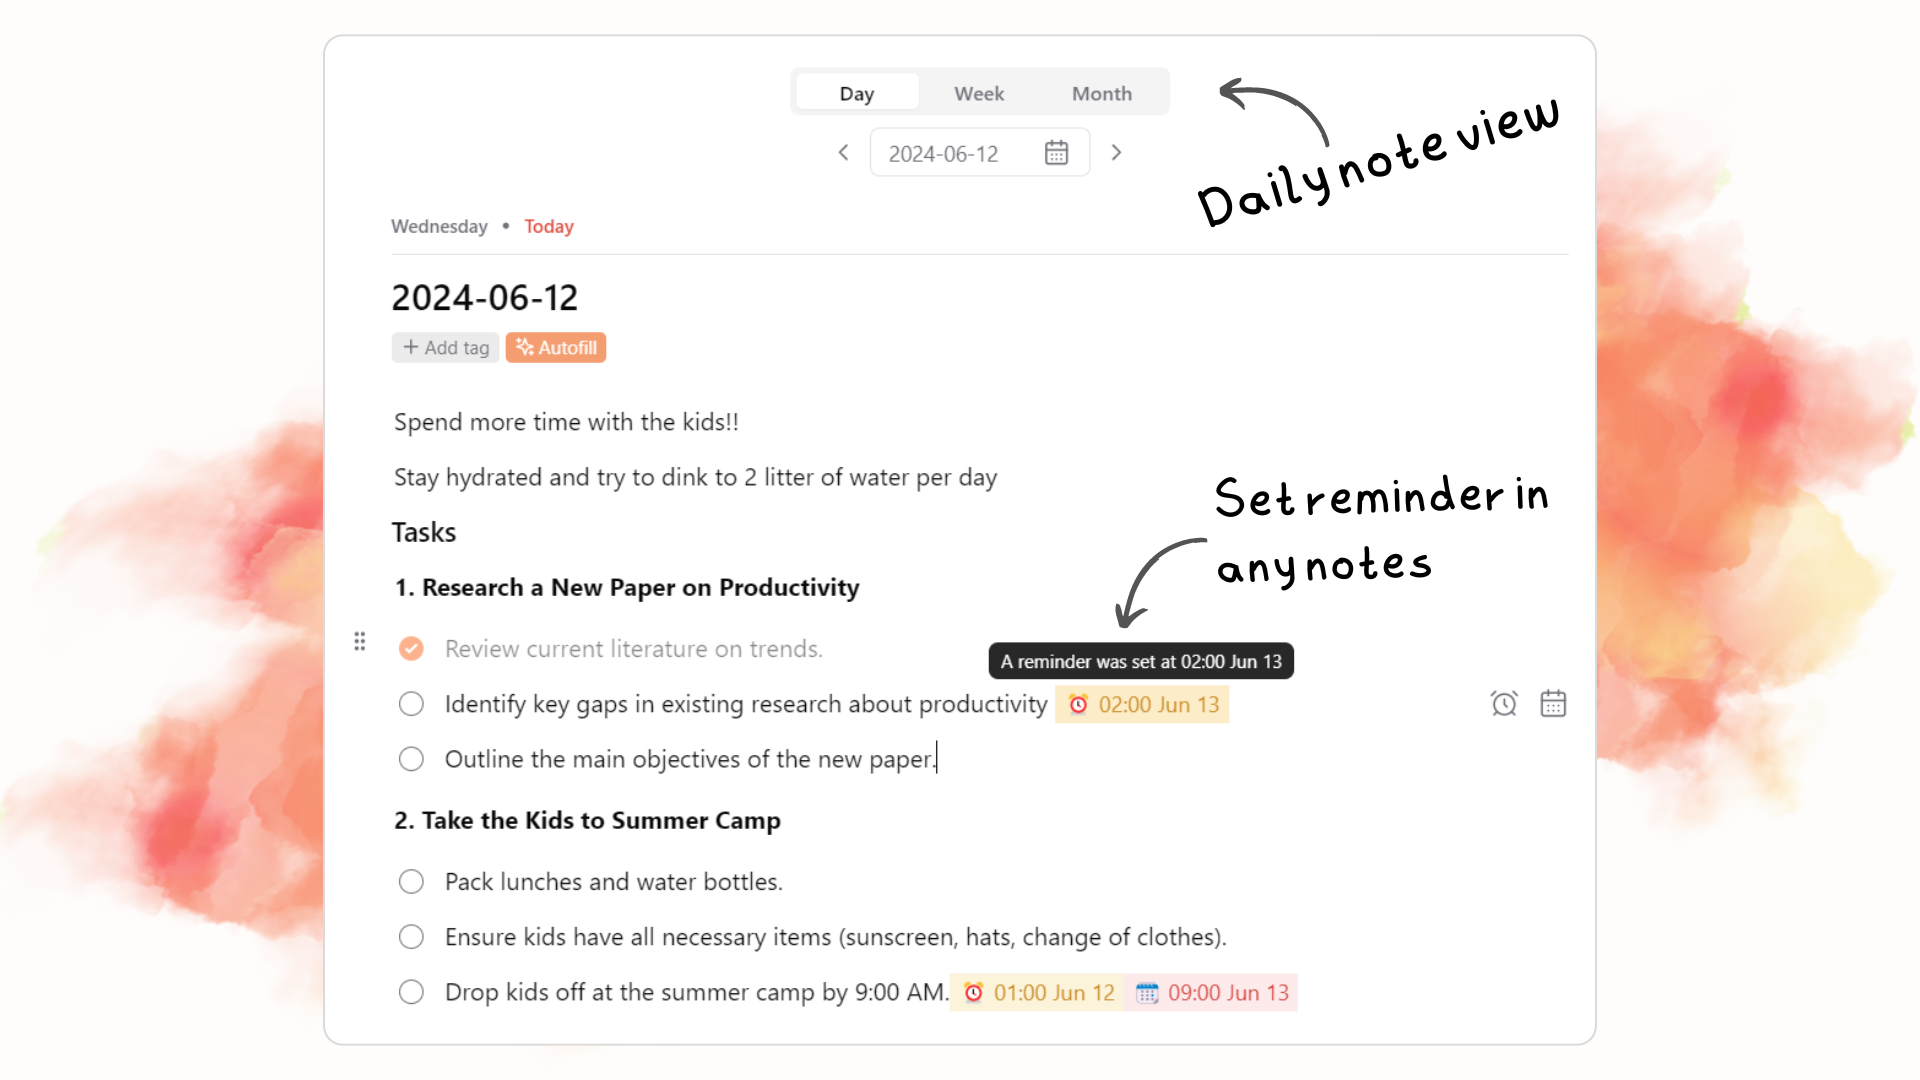 Day Week Month
2024-06-12
Daily note view
Wednesday • Today
2024-06-12
+ Add tag Autofill
Spend more time with the kids!!
Stay hydrated and try to dink to 2 litter of water per day
Set reminder in
any notes
Tasks
1. Research a New Paper on Productivity
Review current literature on trends.
A reminder was set at 02:00 Jun 13
Identify key gaps in existing research about productivity 02:00 Jun 13
Outline the main objectives of the new paper.
2. Take the Kids to Summer Camp
Pack lunches and water bottles.
Ensure kids have all necessary items (sunscreen, hats, change of clothes).
Drop kids off at the summer camp by 9:00 AM. 01:00 Jun 12 09:00 Jun 13